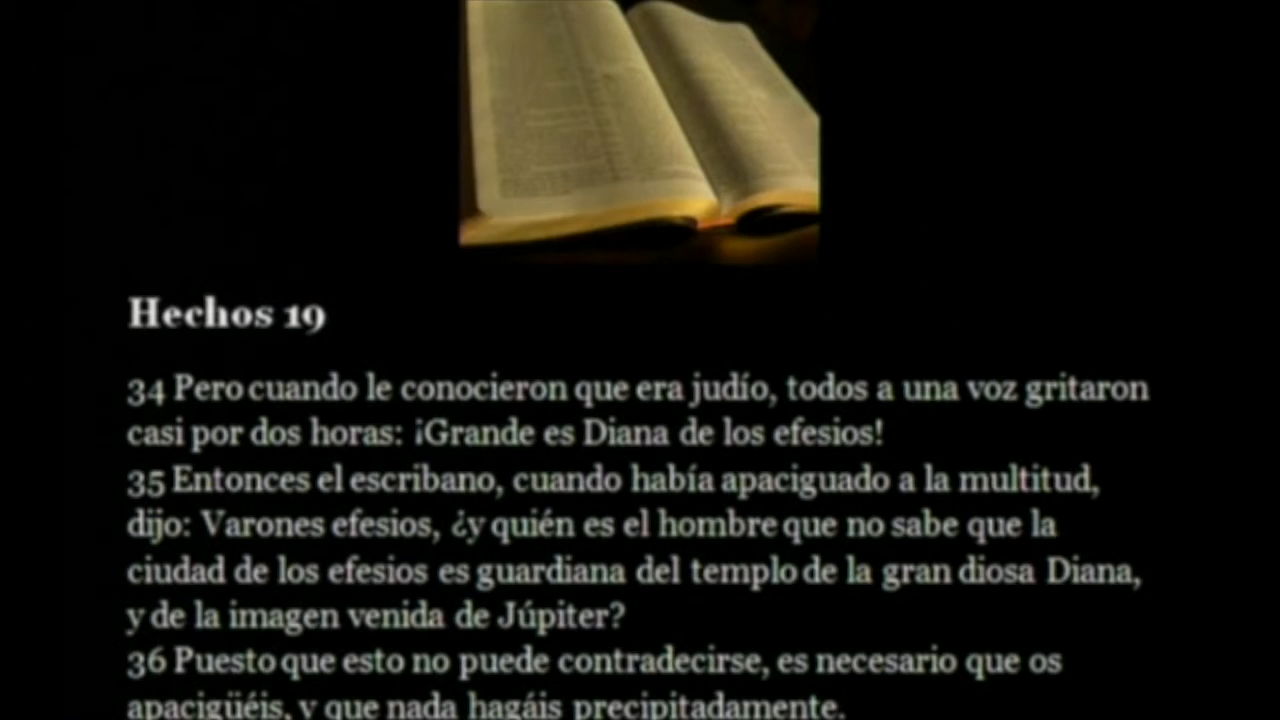 Hechos 19
34 Pero cuando le conocieron que era judío, todos a una voz gritaron
casi por dos horas: ¡Grande es Diana de los efesios!
35 Entonces el escribano, cuando había apaciguado a la multitud,
dijo: Varones efesios, ¿y quién es el hombre que no sabe que la
ciudad de los efesios es guardiana del templo de la gran diosa Diana,
y de la imagen venida de Júpiter?
36 Puesto que esto no puede contradecirse, es necesario que os
apacigüéis, y que nada hagáis precipitadamente.